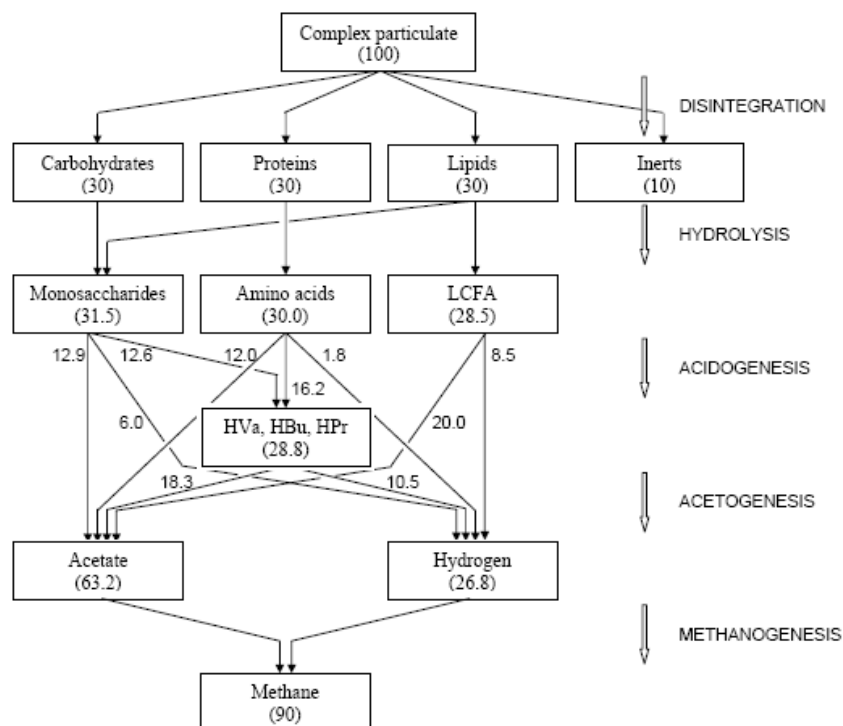 Complex particulate
(100)
DISINTEGRATION
Carbohydrates
(30)
Proteins
(30)
Lipids
(30)
Inerts
(10)
HYDROLYSIS
Monosaccharides
(31.5)
Amino acids
(30.0)
LCFA
(28.5)
12.9
12.6
12.0
1.8
8.5
ACIDOGENESIS
16.2
6.0
HVa, HBu, HPr
(28.8)
20.0
18.3
10.5
ACETOGENESIS
Acetate
(63.2)
Hydrogen
(26.8)
METHANOGENESIS
Methane
(90)